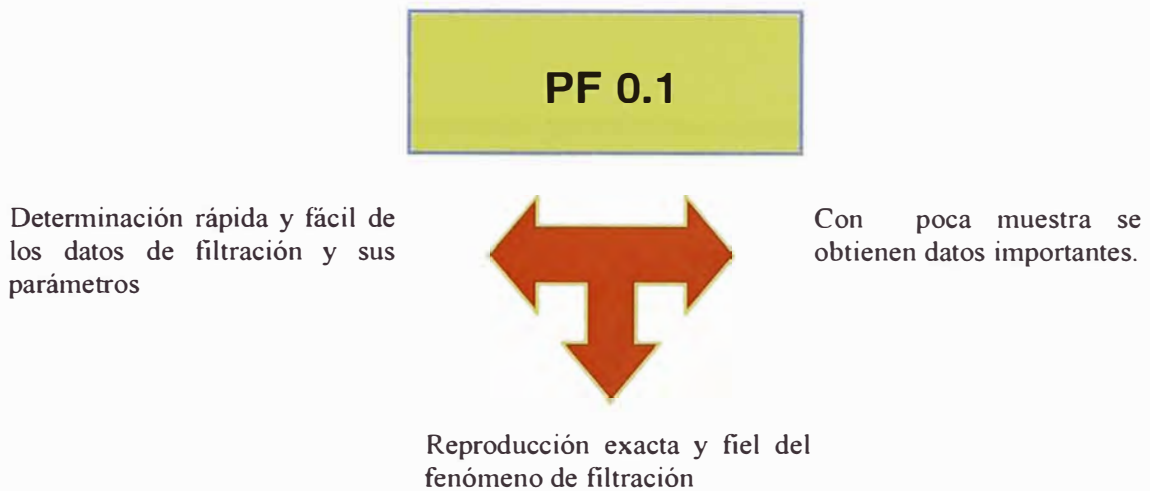 PF 0.1
Determinación rápida y fácil de
los datos de filtración y sus
parámetros
Con poca muestra se
obtienen datos importantes.
Reproducción exacta y fiel del
fenómeno de filtración